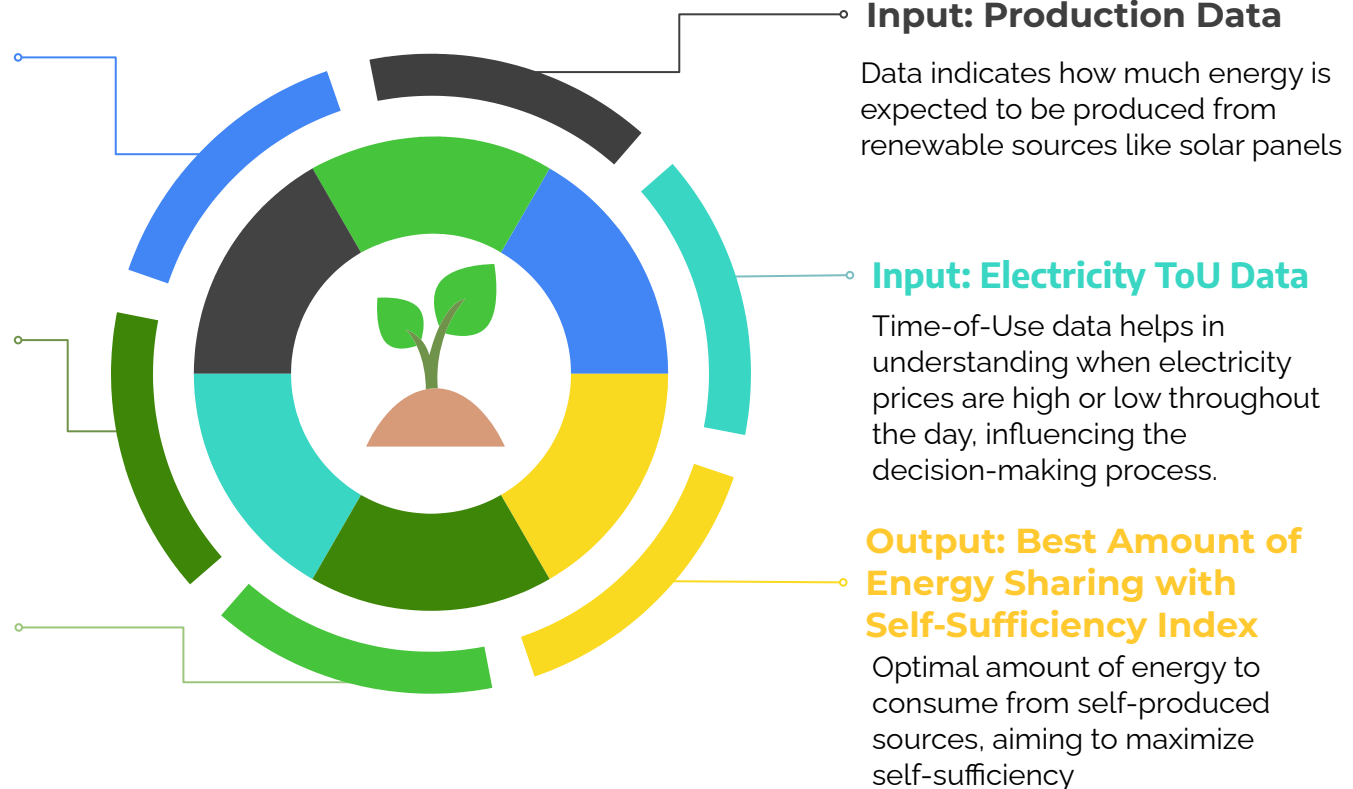 Input: Production Data
Data indicates how much energy is
expected to be produced from
renewable sources like solar panels
Input: Electricity ToU Data
Time-of-Use data helps in
understanding when electricity
prices are high or low throughout
the day, influencing the
decision-making process.
Output: Best Amount of
Energy Sharing with
Self-Sufficiency Index
Optimal amount of energy to
consume from self-produced
sources, aiming to maximize
self-sufficiency